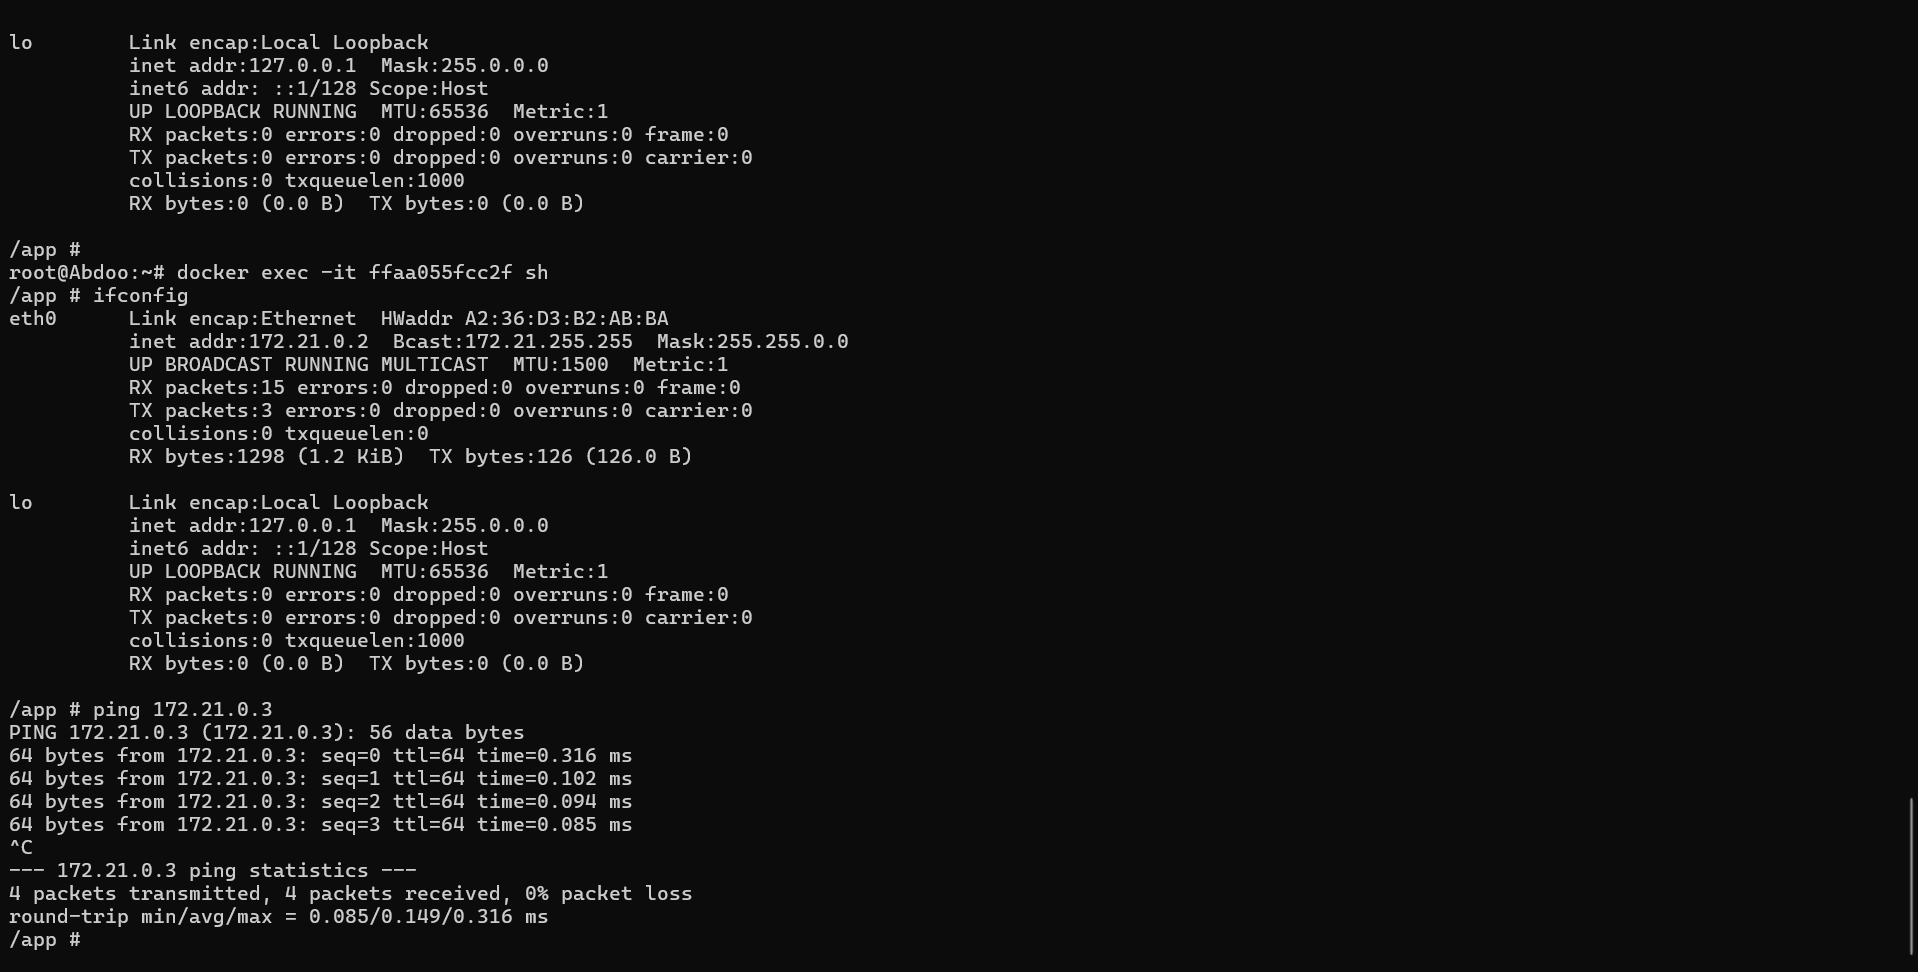 lo        Link encap:Local Loopback
          inet addr:127.0.0.1  Mask:255.0.0.0
          inet6 addr: ::1/128 Scope:Host
          UP LOOPBACK RUNNING  MTU:65536  Metric:1
          RX packets:0 errors:0 dropped:0 overruns:0 frame:0
          TX packets:0 errors:0 dropped:0 overruns:0 carrier:0
          collisions:0 txqueuelen:1000
          RX bytes:0 (0.0 B)  TX bytes:0 (0.0 B)

/app #
root@Abdoo:~# docker exec -it ffaa055fcc2f sh
/app # ifconfig
eth0      Link encap:Ethernet  HWaddr A2:36:D3:B2:AB:BA
          inet addr:172.21.0.2  Bcast:172.21.255.255  Mask:255.255.0.0
          UP BROADCAST RUNNING MULTICAST  MTU:1500  Metric:1
          RX packets:15 errors:0 dropped:0 overruns:0 frame:0
          TX packets:3 errors:0 dropped:0 overruns:0 carrier:0
          collisions:0 txqueuelen:0
          RX bytes:1298 (1.2 KiB)  TX bytes:126 (126.0 B)

lo        Link encap:Local Loopback
          inet addr:127.0.0.1  Mask:255.0.0.0
          inet6 addr: ::1/128 Scope:Host
          UP LOOPBACK RUNNING  MTU:65536  Metric:1
          RX packets:0 errors:0 dropped:0 overruns:0 frame:0
          TX packets:0 errors:0 dropped:0 overruns:0 carrier:0
          collisions:0 txqueuelen:1000
          RX bytes:0 (0.0 B)  TX bytes:0 (0.0 B)

/app # ping 172.21.0.3
PING 172.21.0.3 (172.21.0.3): 56 data bytes
64 bytes from 172.21.0.3: seq=0 ttl=64 time=0.316 ms
64 bytes from 172.21.0.3: seq=1 ttl=64 time=0.102 ms
64 bytes from 172.21.0.3: seq=2 ttl=64 time=0.094 ms
64 bytes from 172.21.0.3: seq=3 ttl=64 time=0.085 ms
^C
--- 172.21.0.3 ping statistics ---
4 packets transmitted, 4 packets received, 0% packet loss
round-trip min/avg/max = 0.085/0.149/0.316 ms
/app #